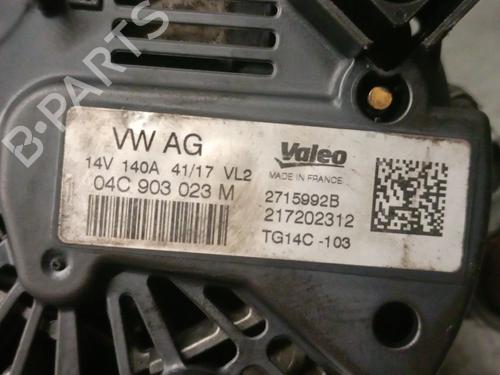 B-PARTS
VW AG
14V 140A 41/17 VL2
04C 903 023 M
Valeo
MADE IN FRANCE
2715992B
217202312
TG14C -103